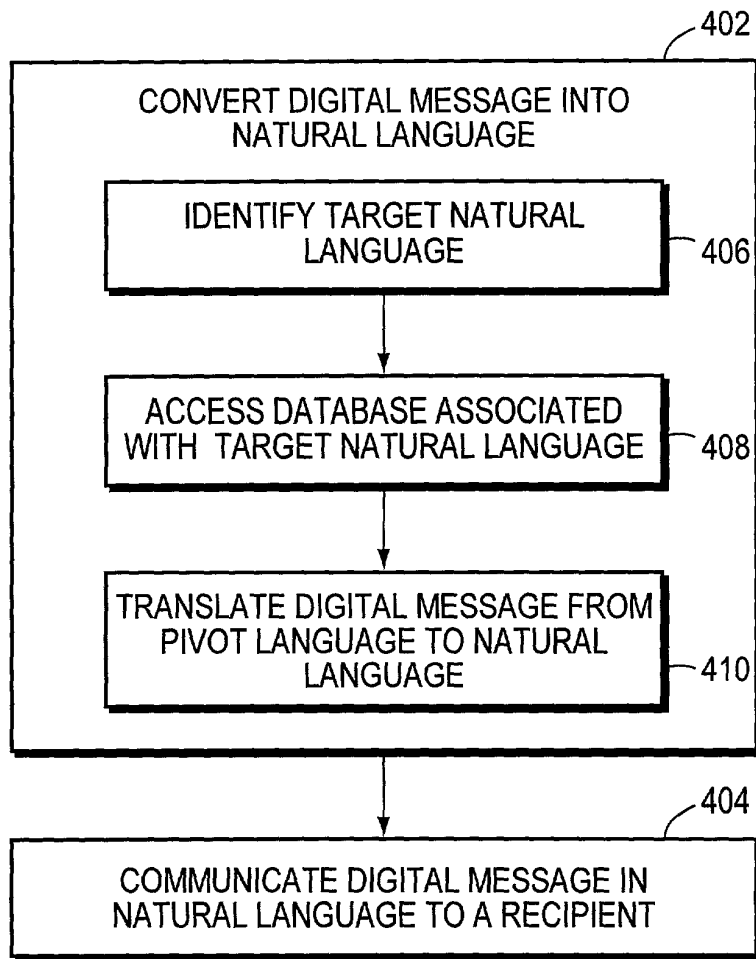 402
CONVERT DIGITAL MESSAGE INTO
NATURAL LANGUAGE
IDENTIFY TARGET NATURAL
LANGUAGE
406
ACCESS DATABASE ASSOCIATED
WITH TARGET NATURAL LANGUAGE
408
TRANSLATE DIGITAL MESSAGE FROM
PIVOT LANGUAGE TO NATURAL
LANGUAGE
410
404
COMMUNICATE DIGITAL MESSAGE IN
NATURAL LANGUAGE TO A RECIPIENT